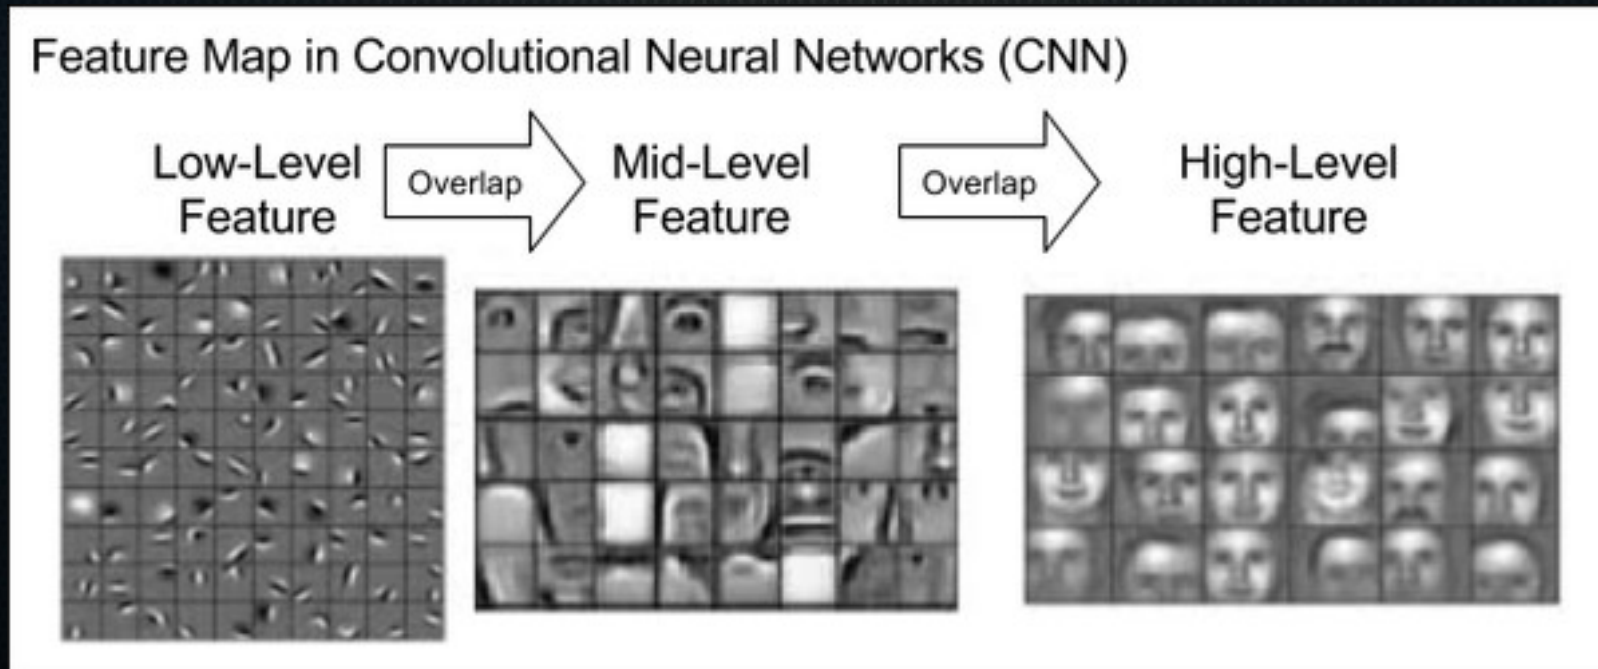 Feature Map in Convolutional Neural Networks (CNN)
Low-Level
Feature
Overlap
Mid-Level
Feature
Overlap
High-Level
Feature